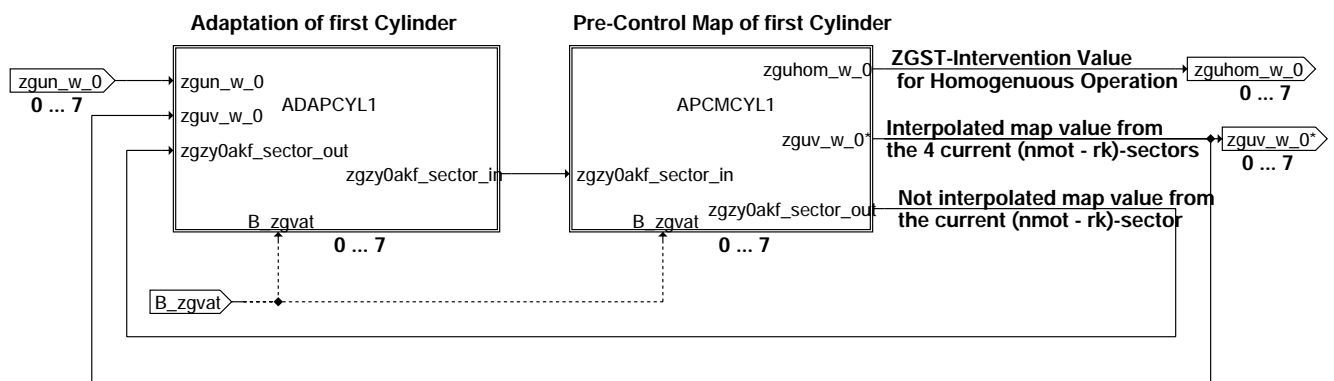 Adaptation of first Cylinder
Pre-Control Map of first Cylinder
zgun_w_0
0 ... 7
zgun_w_0
zguv_w_0
zgzy0akf_sector_out
ADAPCYL1
zgzy0akf_sector_in
B_zgvat
0 ... 7
zguhom_w_0
APCMCYL1
zguv_w_0*
zgzy0akf_sector_in
zgzy0akf_sector_out
B_zgvat
0 ... 7
ZGST-Intervention Value
for Homogenuous Operation
zguhom_w_0
0 ... 7
Interpolated map value from
the 4 current (nmot - rk)-sectors
zguv_w_0*
0 ... 7
Not interpolated map value from
the current (nmot - rk)-sector
B_zgvat